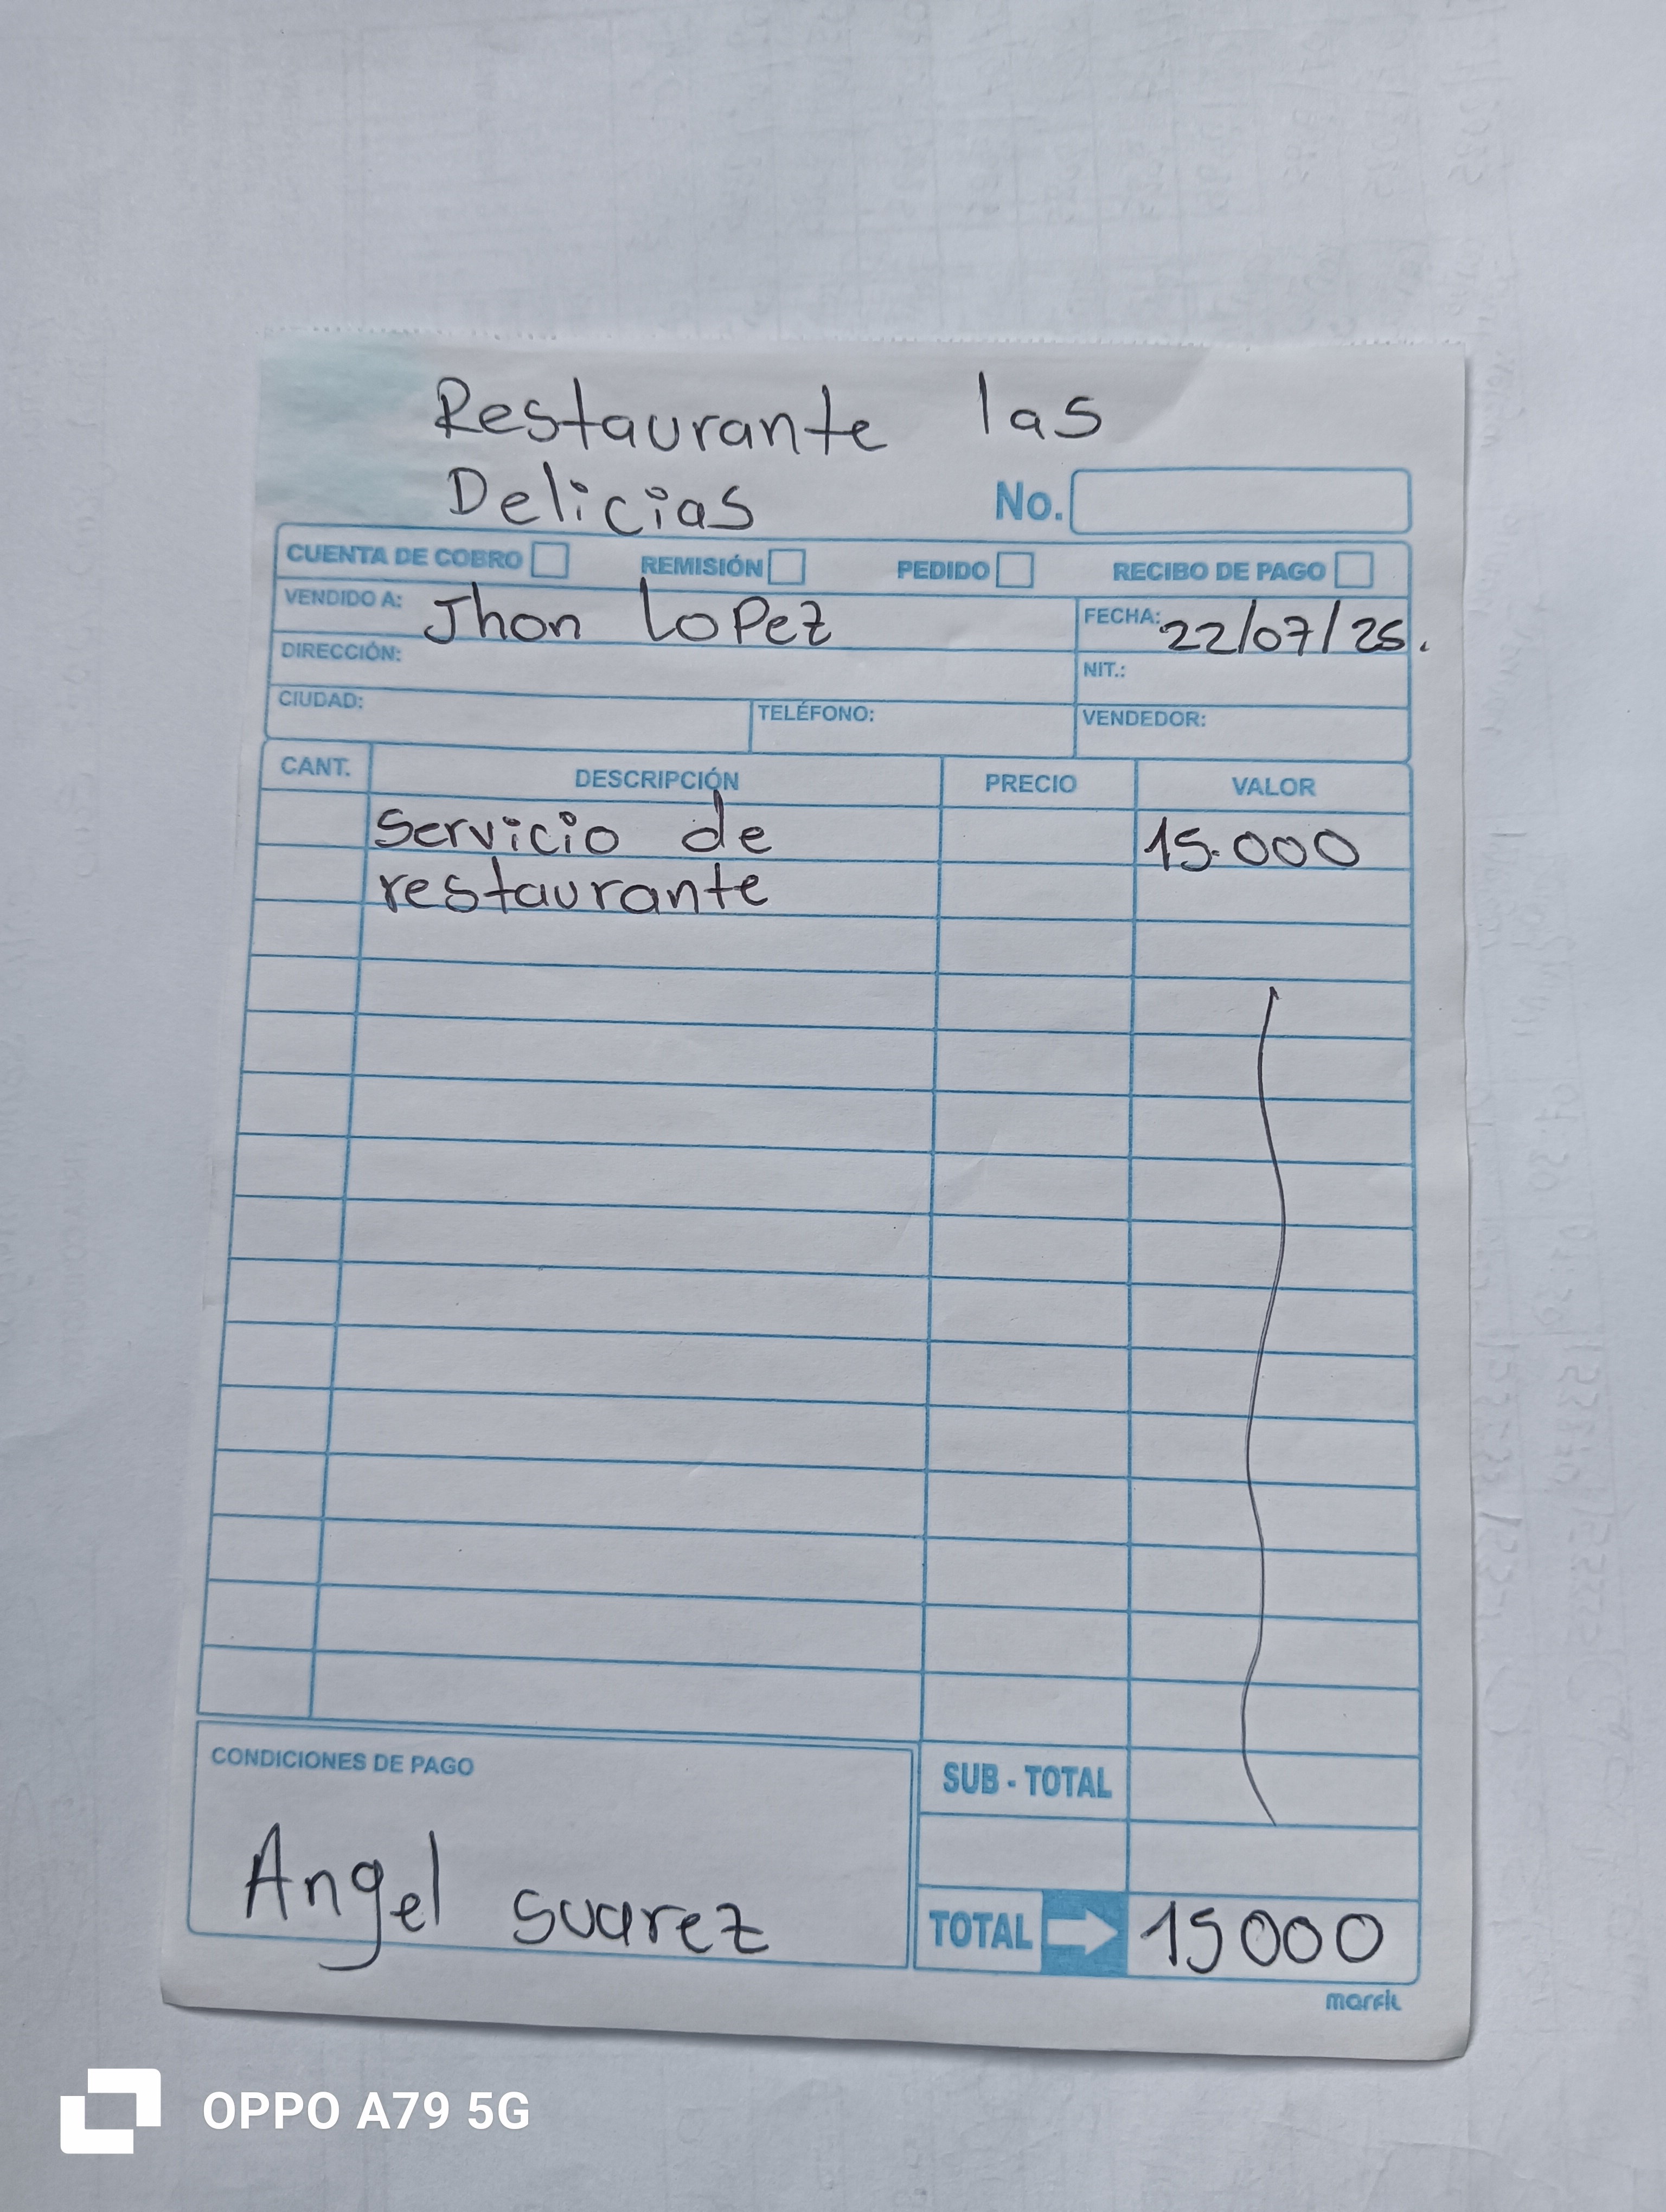 Restaurante las
Delicias
No.
CUENTA DE COBRO REMISIÓN PEDIDO RECIBO DE PAGO
VENDIDO A: Jhon Lopez FECHA: 22/07/25.
DIRECCIÓN: NIT.:
CIUDAD: TELÉFONO: VENDEDOR:
CANT. DESCRIPCIÓN PRECIO VALOR
Servicio de 15.000
restaurante
CONDICIONES DE PAGO
SUB - TOTAL
Angel suarez
TOTAL 15000
marfil
OPPO A79 5G